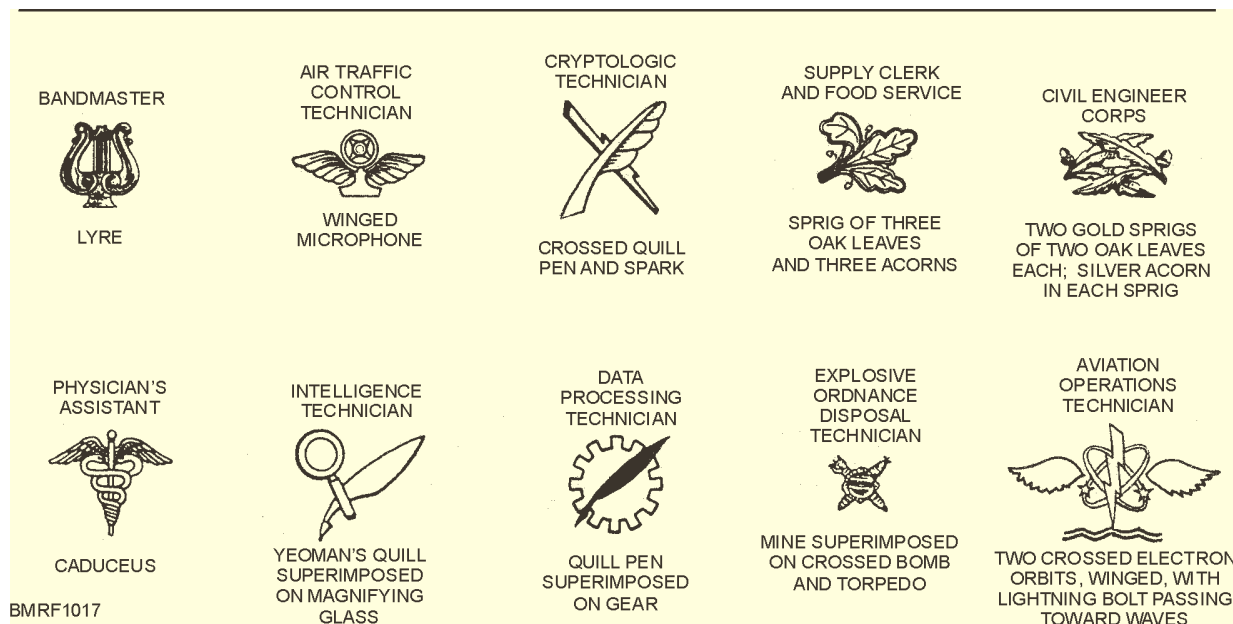 BANDMASTER
LYRE
AIR TRAFFIC
CONTROL
TECHNICIAN
WINGED
MICROPHONE
CRYPTOLOGIC
TECHNICIAN
CROSSED QUILL
PEN AND SPARK
SUPPLY CLERK
AND FOOD SERVICE
SPRIG OF THREE
OAK LEAVES
AND THREE ACORNS
CIVIL ENGINEER
CORPS
TWO GOLD SPRIGS
OF TWO OAK LEAVES
EACH; SILVER ACORN
IN EACH SPRIG
PHYSICIAN'S
ASSISTANT
CADUCEUS
INTELLIGENCE
TECHNICIAN
YEOMAN'S QUILL
SUPERIMPOSED
ON MAGNIFYING
GLASS
DATA
PROCESSING
TECHNICIAN
QUILL PEN
SUPERIMPOSED
ON GEAR
EXPLOSIVE
ORDNANCE
DISPOSAL
TECHNICIAN
MINE SUPERIMPOSED
ON CROSSED BOMB
AND TORPEDO
AVIATION
OPERATIONS
TECHNICIAN
TWO CROSSED ELECTRON
ORBITS, WINGED, WITH
LIGHTNING BOLT PASSING
TOWARD WAVES
BMRF1017